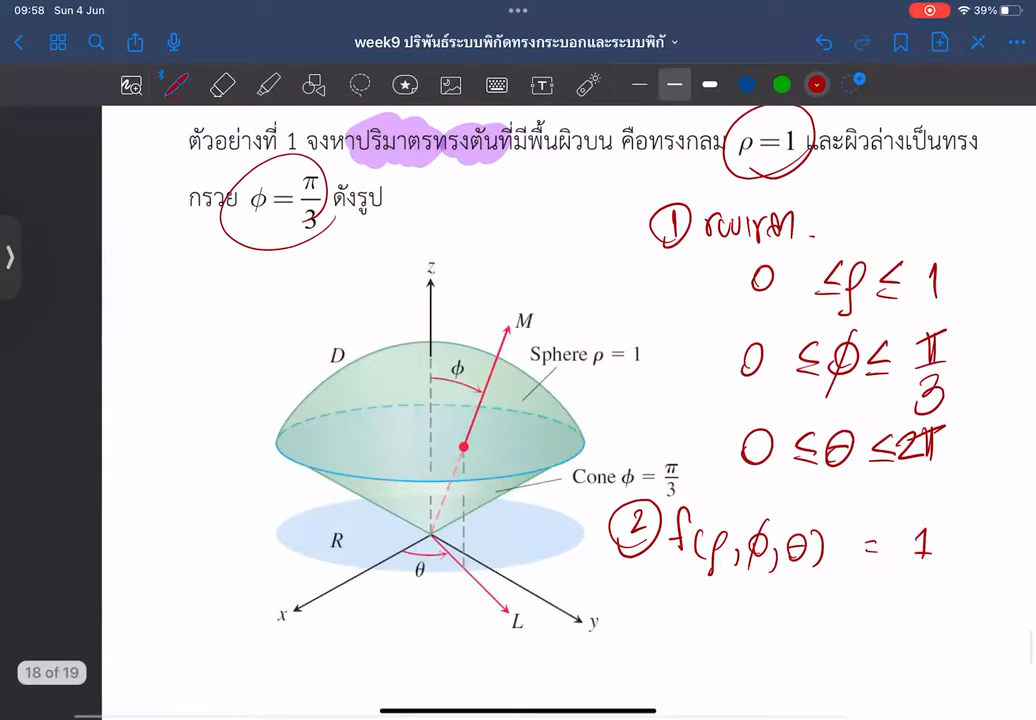 09:58 Sun 4 Jun 39%
week9 ปริพันธ์ระบบพิกัดทรงกระบอกและระบบพิกั
ตัวอย่างที่ 1 จงหาปริมาตรทรงตันที่มีพื้นผิวบน คือทรงกลม ρ = 1 และผิวล่างเป็นทรง
กรวย ϕ = π/3 ดังรูป
①
0 ≤ ρ ≤ 1
0 ≤ ϕ ≤ π/3
0 ≤ θ ≤ 2π
② f(ρ, ϕ, θ) = 1
z
M
D
Sphere ρ = 1
ϕ
Cone ϕ = π/3
R
θ
x
L
y
18 of 19